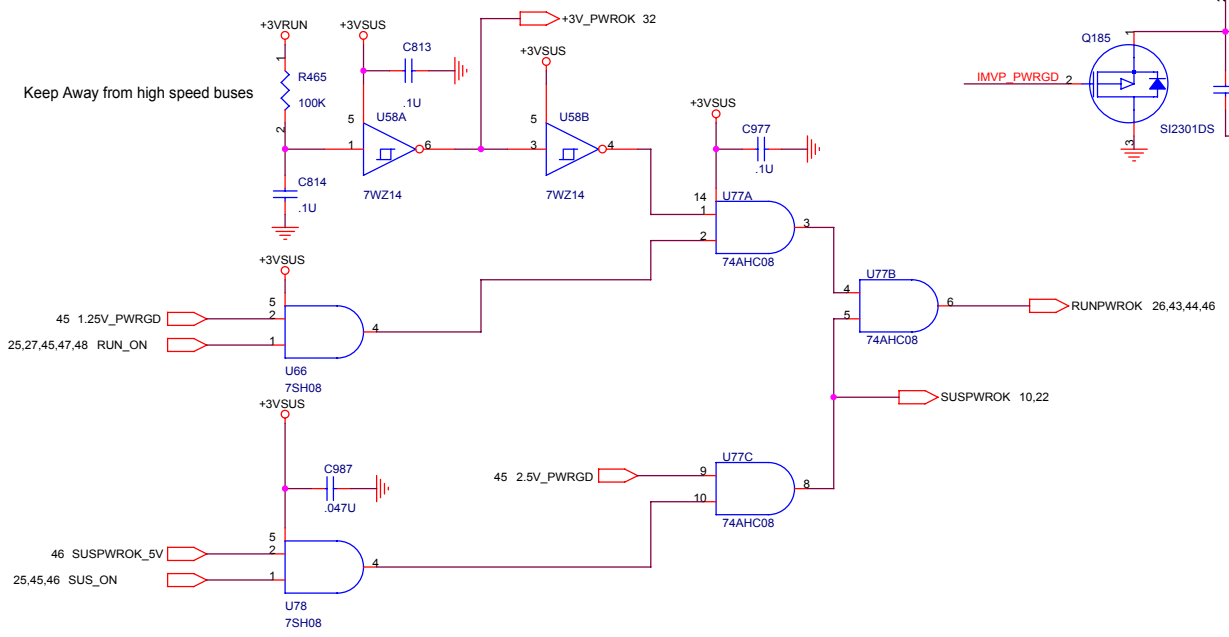 +3VRUN
1
R465
100K
2
Keep Away from high speed buses
C814
.1U
+3VSUS
C813
.1U
5
U58A
1
6
7WZ14
+3V_PWROK 32
+3VSUS
5
U58B
3
4
7WZ14
+3VSUS
C977
.1U
14
U77A
1
2
3
74AHC08
Q185
1
IMVP_PWRGD
2
3
SI2301DS
+3VSUS
5
45 1.25V_PWRGD
2
4
25,27,45,47,48 RUN_ON
1
U66
7SH08
U77B
4
5
6
74AHC08
RUNPWROK 26,43,44,46
SUSPWROK 10,22
+3VSUS
C987
.047U
45 2.5V_PWRGD
U77C
9
10
8
74AHC08
5
46 SUSPWROK_5V
2
4
25,45,46 SUS_ON
1
U78
7SH08